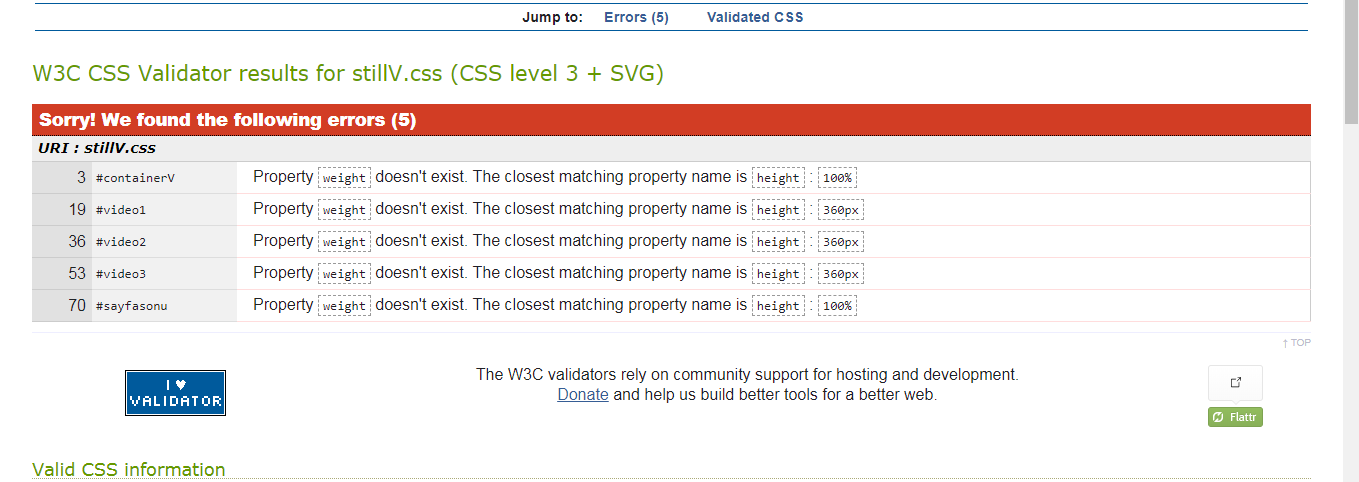 Jump to: Errors (5) Validated CSS
W3C CSS Validator results for stillV.css (CSS level 3 + SVG)
Sorry! We found the following errors (5)
URI : stillV.css
3 #containerV Property weight doesn't exist. The closest matching property name is height : 100%
19 #video1 Property weight doesn't exist. The closest matching property name is height : 360px
36 #video2 Property weight doesn't exist. The closest matching property name is height : 360px
53 #video3 Property weight doesn't exist. The closest matching property name is height : 360px
70 #sayfasonu Property weight doesn't exist. The closest matching property name is height : 100%
↑ TOP
I ♥
VALIDATOR
The W3C validators rely on community support for hosting and development.
Donate and help us build better tools for a better web.
Flattr
Valid CSS information